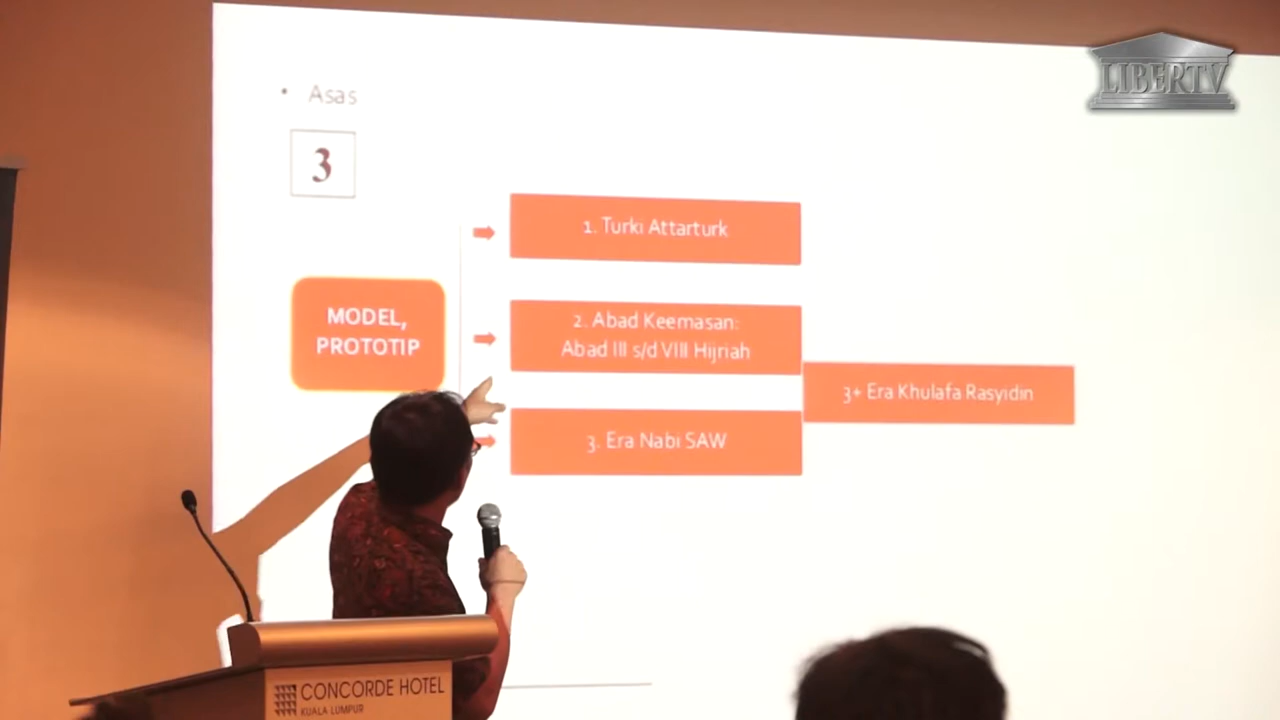 LIBERTV
• Asas
3
1. Turki Attarturk
MODEL,
PROTOTIP
2. Abad Keemasan:
Abad III s/d VIII Hijriah
3+ Era Khulafa Rasyidin
3. Era Nabi SAW
CONCORDE HOTEL
KUALA LUMPUR